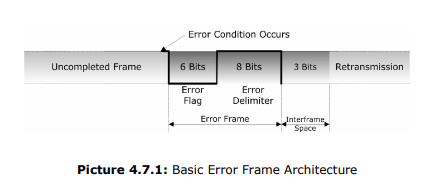 Error Condition Occurs
Uncompleted Frame
6 Bits
8 Bits
3 Bits
Retransmission
Error
Flag
Error
Delimiter
Error Frame
Interframe
Space
Picture 4.7.1: Basic Error Frame Architecture